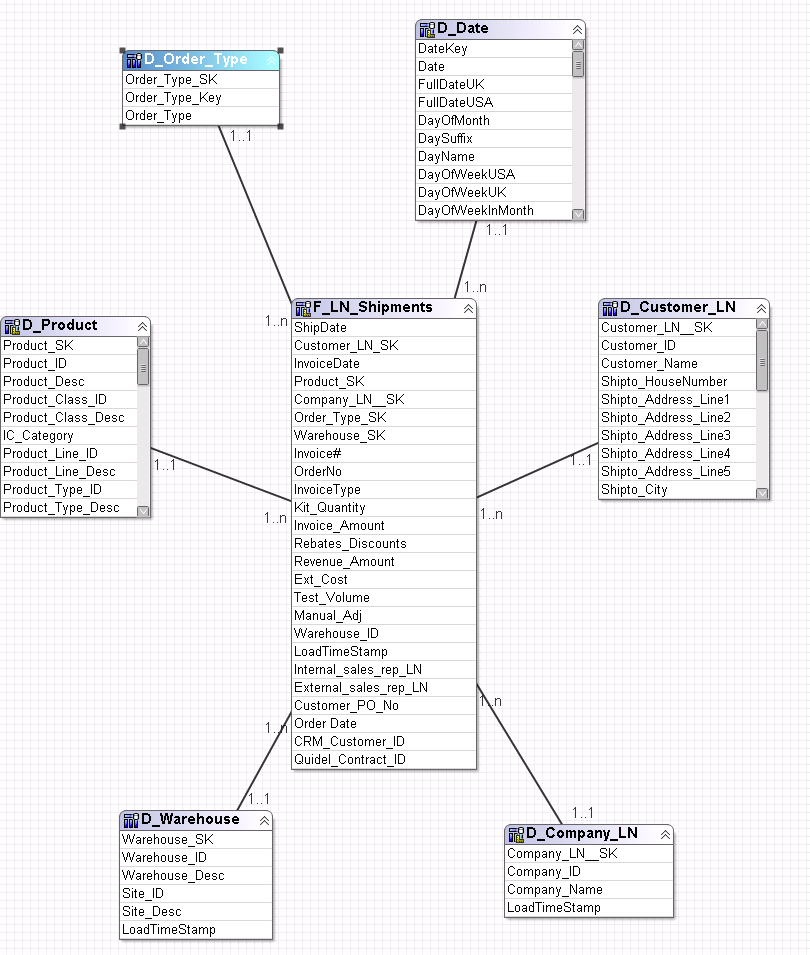 D_Order_Type
Order_Type_SK
Order_Type_Key
Order_Type
1..1
D_Date
DateKey
Date
FullDateUK
FullDateUSA
DayOfMonth
DaySuffix
DayName
DayOfWeekUSA
DayOfWeekUK
DayOfWeekInMonth
1..1
1..n
1..n
F_LN_Shipments
ShipDate
Customer_LN_SK
InvoiceDate
Product_SK
Company_LN__SK
Order_Type_SK
Warehouse_SK
Invoice#
OrderNo
InvoiceType
Kit_Quantity
Invoice_Amount
Rebates_Discounts
Revenue_Amount
Ext_Cost
Test_Volume
Manual_Adj
Warehouse_ID
LoadTimeStamp
Internal_sales_rep_LN
External_sales_rep_LN
Customer_PO_No
Order Date
CRM_Customer_ID
Quidel_Contract_ID
D_Product
Product_SK
Product_ID
Product_Desc
Product_Class_ID
Product_Class_Desc
IC_Category
Product_Line_ID
Product_Line_Desc
Product_Type_ID
Product_Type_Desc
1..1
1..n
D_Customer_LN
Customer_LN__SK
Customer_ID
Customer_Name
Shipto_HouseNumber
Shipto_Address_Line1
Shipto_Address_Line2
Shipto_Address_Line3
Shipto_Address_Line4
Shipto_Address_Line5
Shipto_City
1..1
1..n
1..n
1..1
D_Warehouse
Warehouse_SK
Warehouse_ID
Warehouse_Desc
Site_ID
Site_Desc
LoadTimeStamp
1..n
1..1
D_Company_LN
Company_LN__SK
Company_ID
Company_Name
LoadTimeStamp